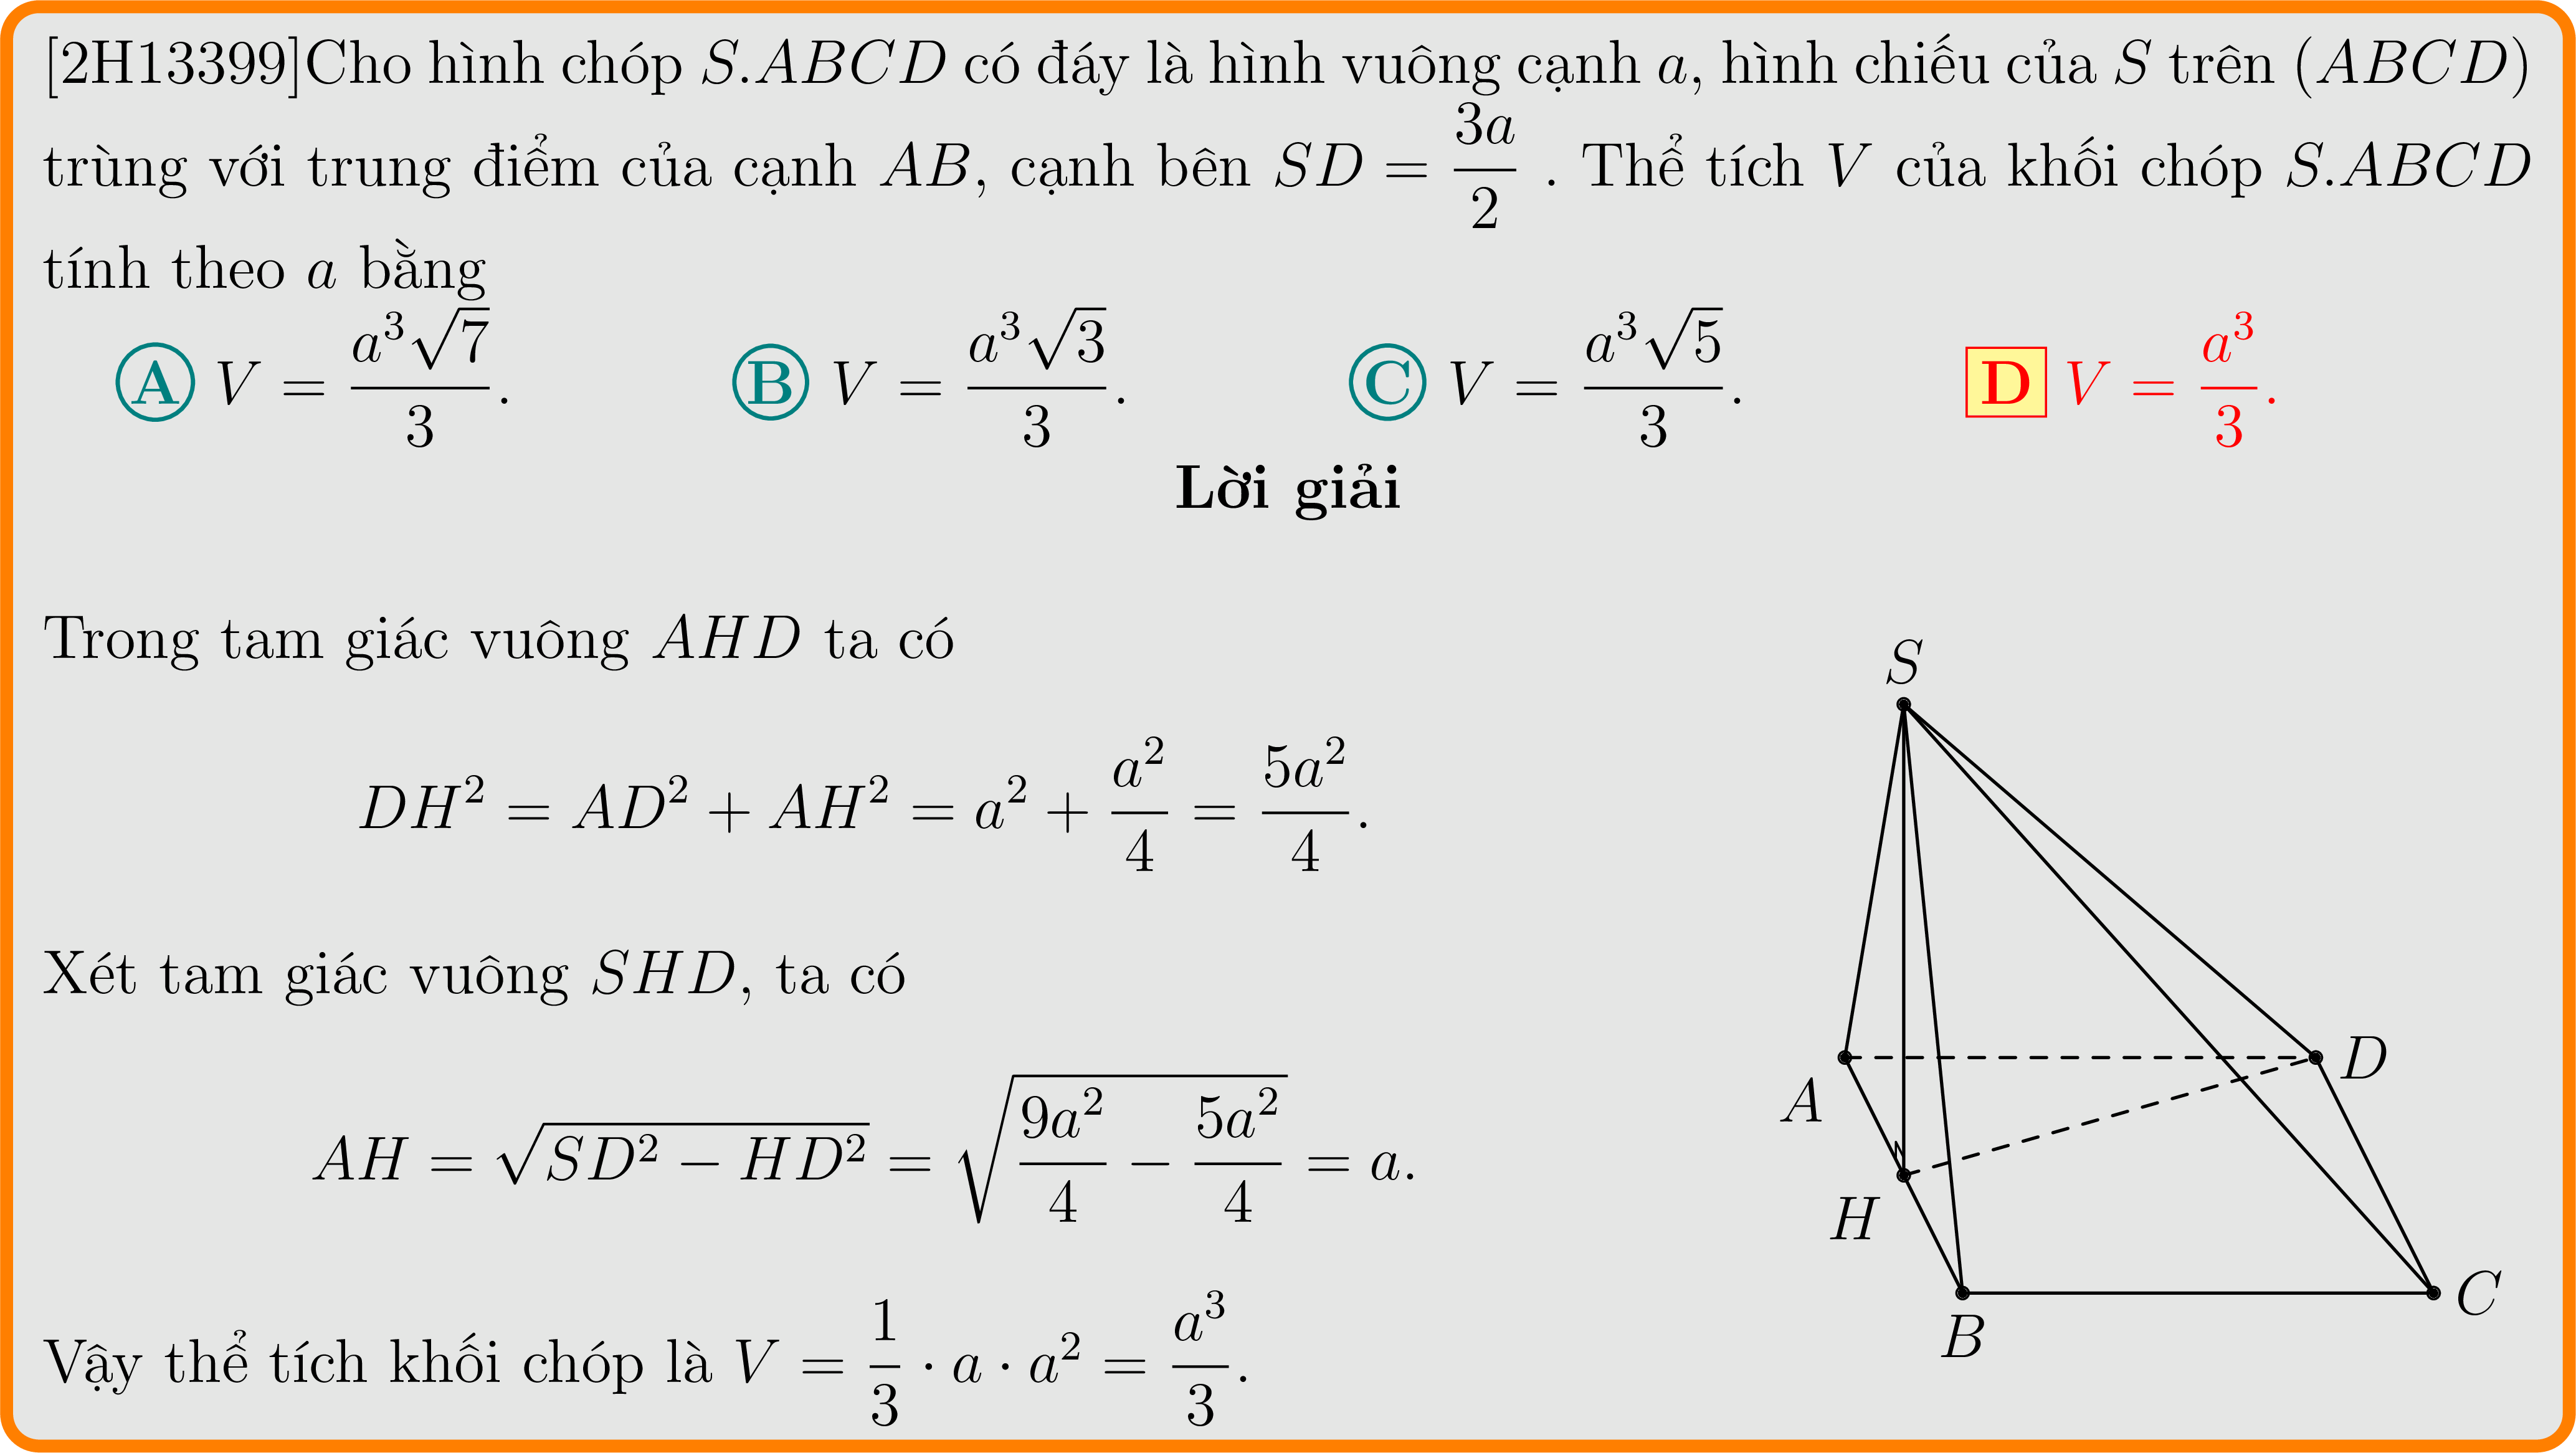 [2H13399]Cho hình chóp S.ABCD có đáy là hình vuông cạnh a, hình chiếu của S trên (ABCD)
trùng với trung điểm của cạnh AB, cạnh bên SD = \frac{3a}{2} . Thể tích V của khối chóp S.ABCD
tính theo a bằng
A V = \frac{a^3\sqrt{7}}{3}. B V = \frac{a^3\sqrt{3}}{3}. C V = \frac{a^3\sqrt{5}}{3}. D V = \frac{a^3}{3}.
Lời giải
Trong tam giác vuông AHD ta có
DH^2 = AD^2 + AH^2 = a^2 + \frac{a^2}{4} = \frac{5a^2}{4}.
Xét tam giác vuông SHD, ta có
AH = \sqrt{SD^2 − HD^2} = \sqrt{\frac{9a^2}{4} − \frac{5a^2}{4}} = a.
Vậy thể tích khối chóp là V = \frac{1}{3} · a · a^2 = \frac{a^3}{3}.
S
A
D
H
B
C